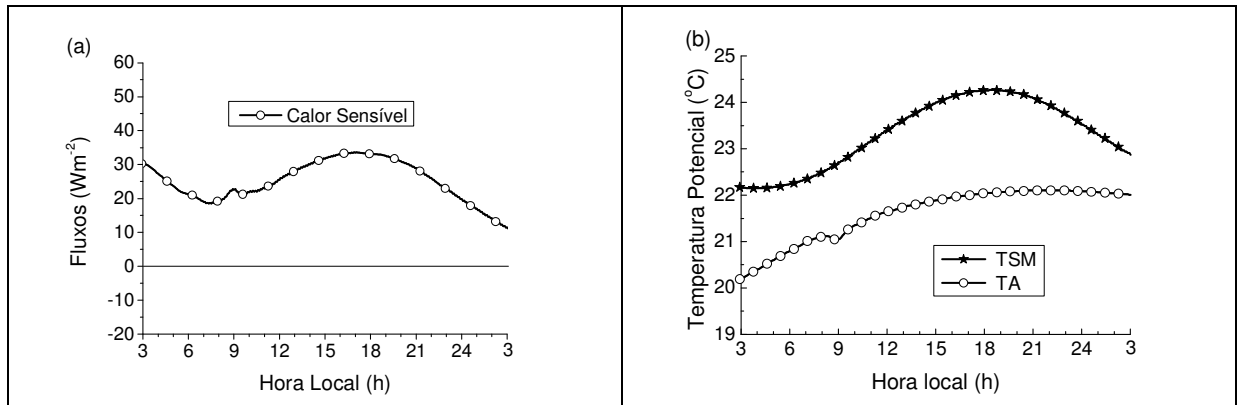 (a)
60
50
40
30
20
10
0
-10
-20
Fluxos (Wm-2)
Calor Sensível
3 6 9 12 15 18 21 24 3
Hora Local (h)
(b)
25
24
23
22
21
20
19
Temperatura Potencial (oC)
TSM
TA
3 6 9 12 15 18 21 24 3
Hora local (h)